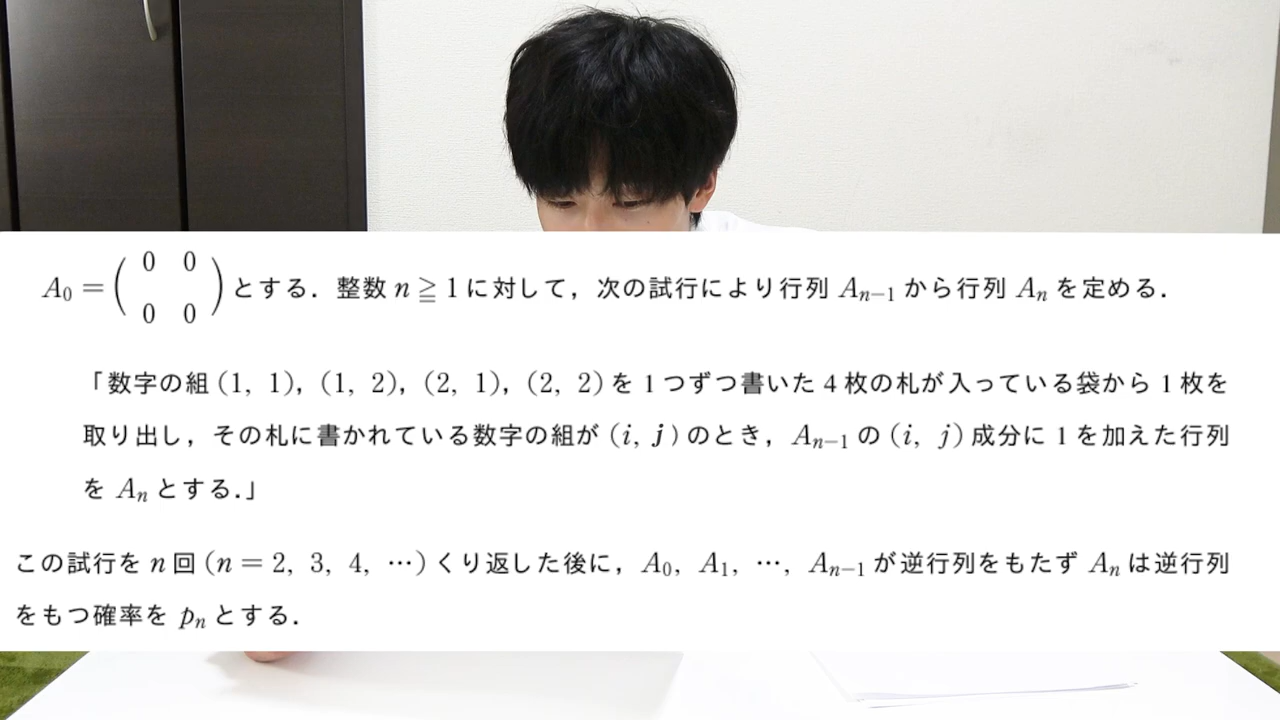 A₀ = ( 0 0 / 0 0 ) とする．整数 n ≧ 1 に対して，次の試行により行列 Aₙ₋₁ から行列 Aₙ を定める．
「数字の組 (1, 1)，(1, 2)，(2, 1)，(2, 2) を 1 つずつ書いた 4 枚の札が入っている袋から 1 枚を
取り出し，その札に書かれている数字の組が (i, j) のとき，Aₙ₋₁ の (i, j) 成分に 1 を加えた行列
を Aₙ とする．」
この試行を n 回 (n = 2, 3, 4, …) くり返した後に，A₀, A₁, …, Aₙ₋₁ が逆行列をもたず Aₙ は逆行列
をもつ確率を pₙ とする．